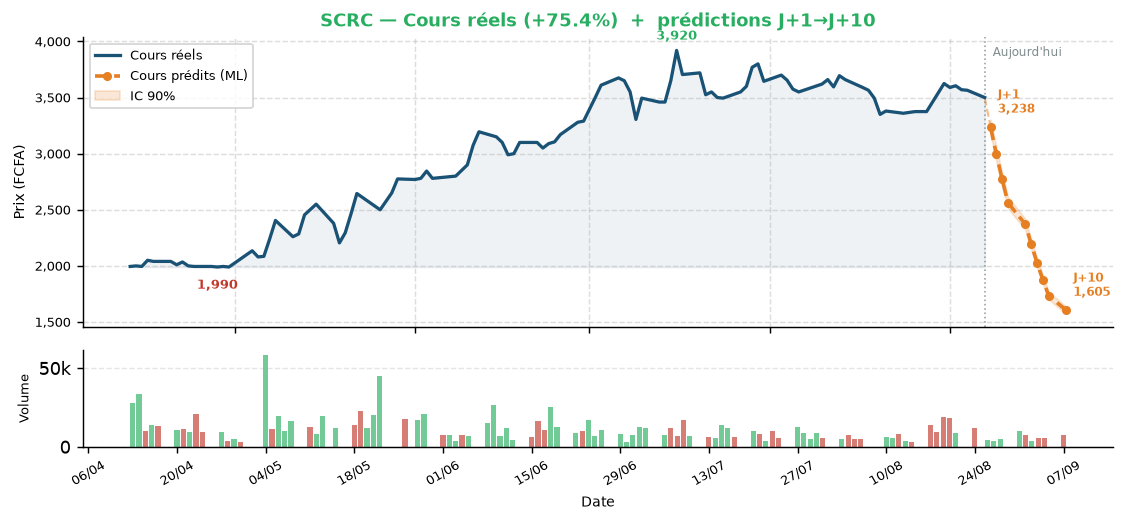 SCRC — Cours réels (+75.4%)  +  prédictions J+1→J+10
4,000
3,500
3,000
2,500
2,000
1,500
Prix (FCFA)
Cours réels
Cours prédits (ML)
IC 90%
3,920
1,990
Aujourd'hui
J+1
3,238
J+10
1,605
50k
0
Volume
06/04
20/04
04/05
18/05
01/06
15/06
29/06
13/07
27/07
10/08
24/08
07/09
Date